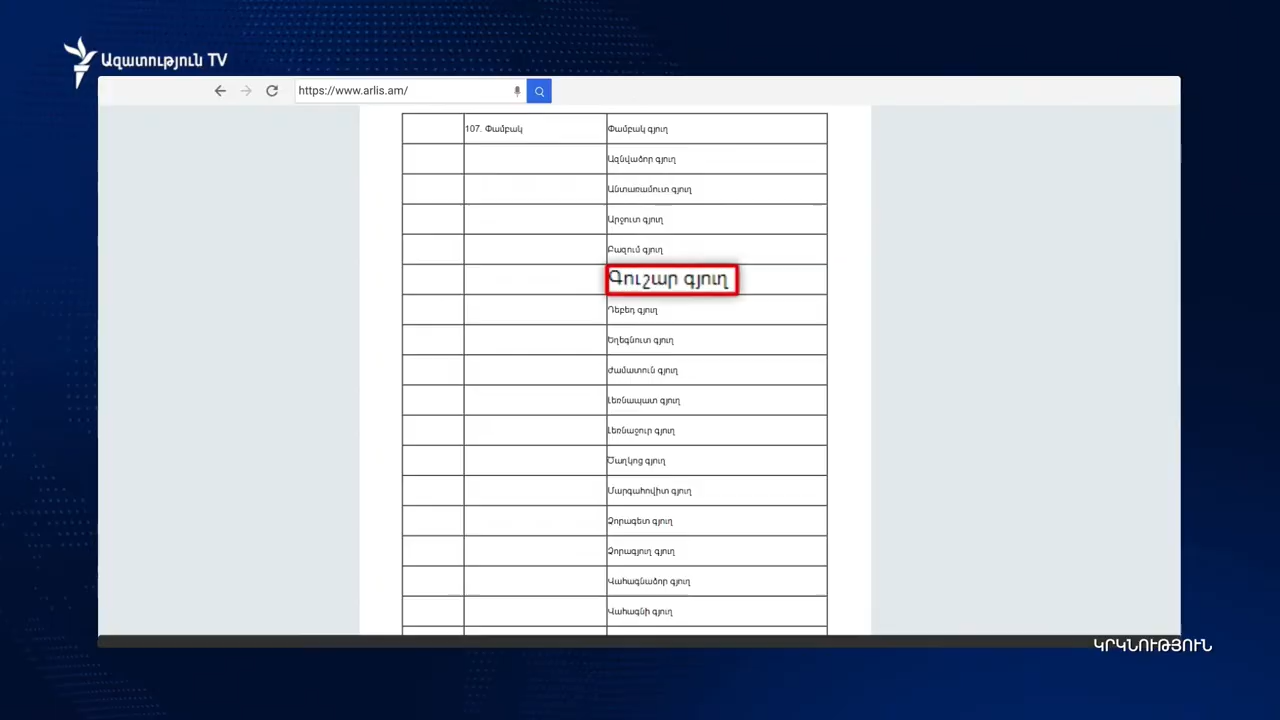 Ազատություն TV
https://www.arlis.am/
107. Փամբակ
Փամբակ գյուղ
Ազնվաձոր գյուղ
Անտառամուտ գյուղ
Արջուտ գյուղ
Բազում գյուղ
Գուշար գյուղ
Դեբեդ գյուղ
Եղեգնուտ գյուղ
Ժամատուն գյուղ
Լեռնապատ գյուղ
Լեռնաջուր գյուղ
Ծաղկոց գյուղ
Մարգահովիտ գյուղ
Ձորագետ գյուղ
Ձորագյուղ գյուղ
Վահագնաձոր գյուղ
Վահագնի գյուղ
ԿՐԿՆՈՒԹՅՈՒՆ